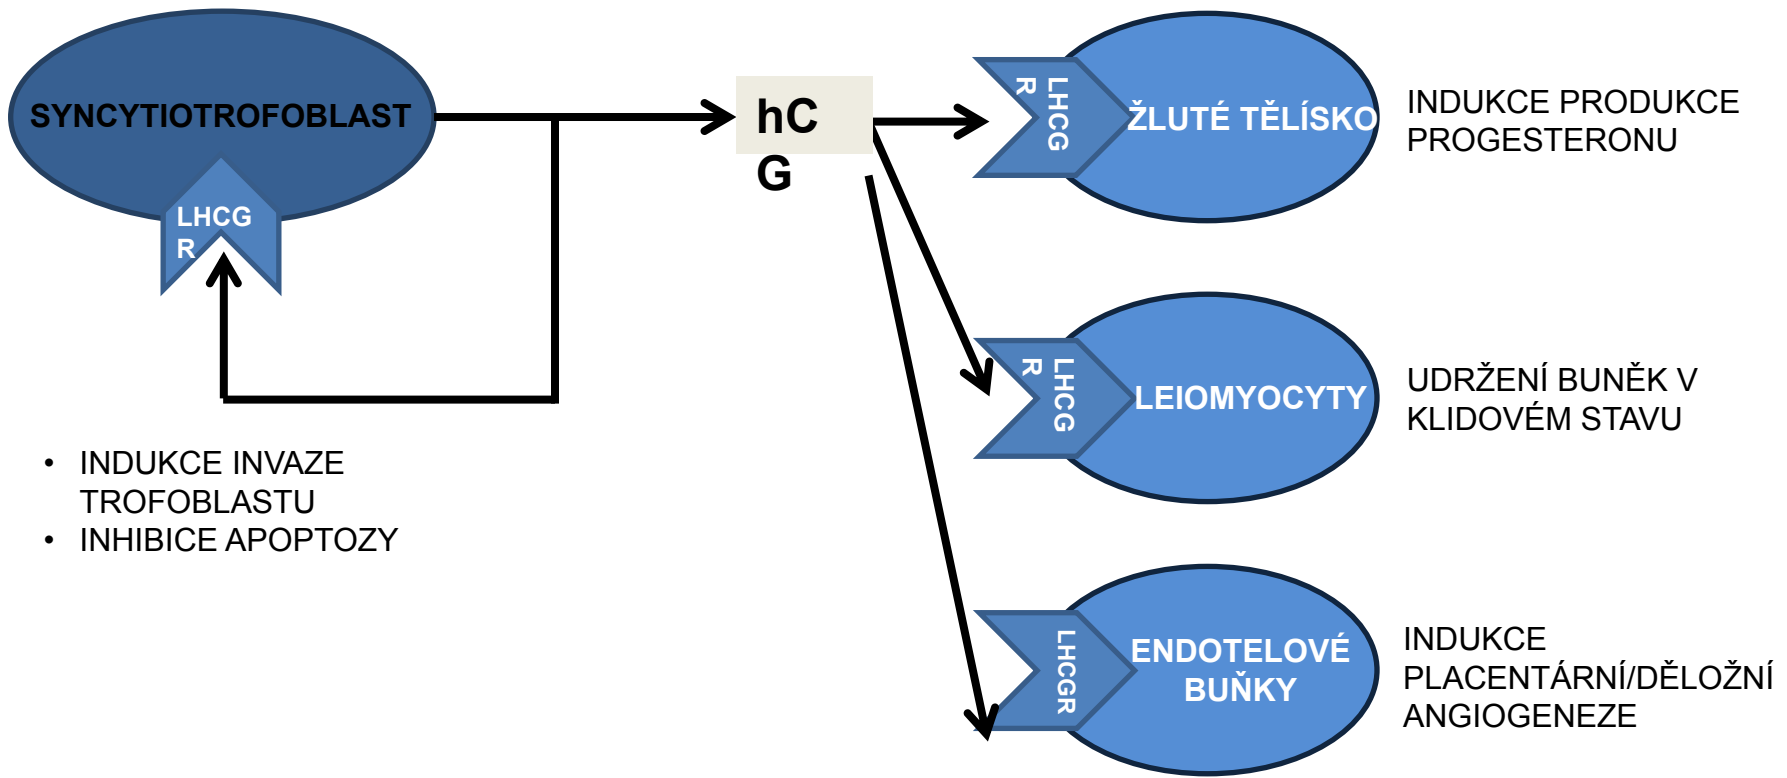 SYNCYTIOTROFOBLAST
LHCG
R
• INDUKCE INVAZE
TROFOBLASTU
• INHIBICE APOPTOZY
hC
G
LHCG
R
ŽLUTÉ TĚLÍSKO
INDUKCE PRODUKCE
PROGESTERONU
LHCG
R
LEIOMYOCYTY
UDRŽENÍ BUNĚK V
KLIDOVÉM STAVU
LHCGR
ENDOTELOVÉ
BUŇKY
INDUKCE
PLACENTÁRNÍ/DĚLOŽNÍ
ANGIOGENEZE